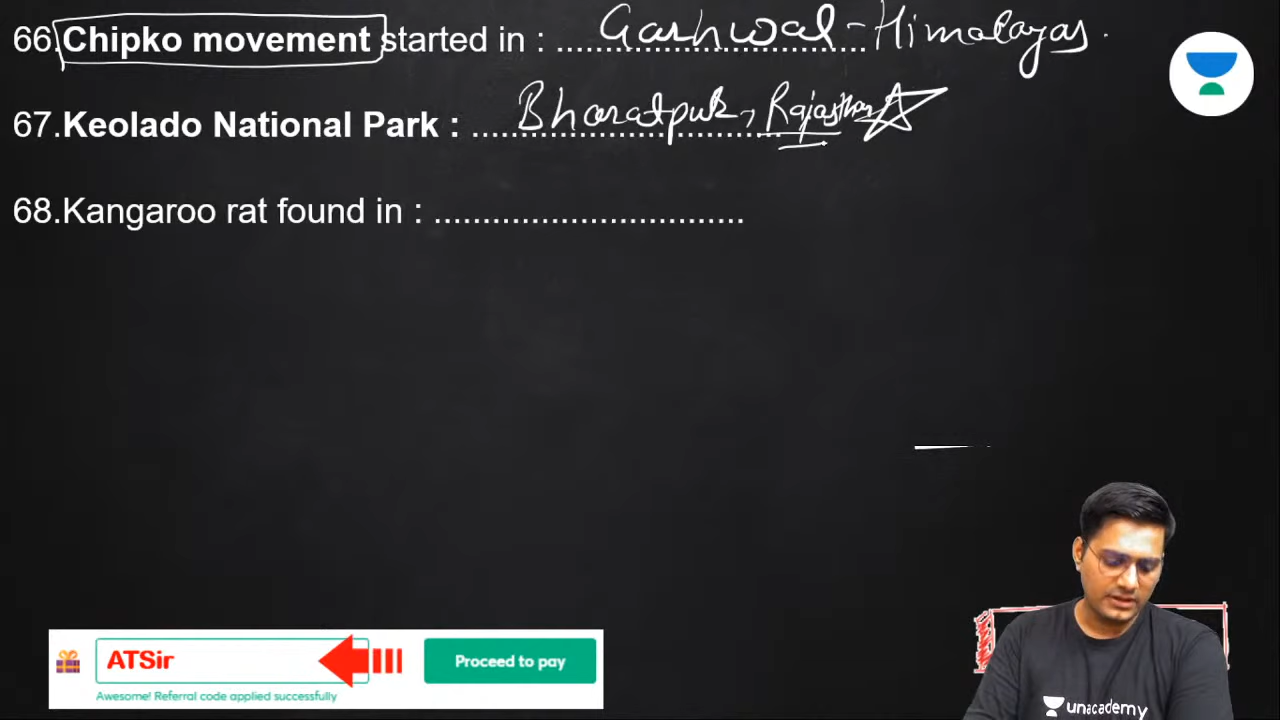 66.Chipko movement started in : .................................. Garhwal - Himalayas.
67.Keolado National Park : .................................. Bharatpur, Rajasthan
68.Kangaroo rat found in : ................................
ATSir
Proceed to pay
Awesome! Referral code applied successfully
unacademy